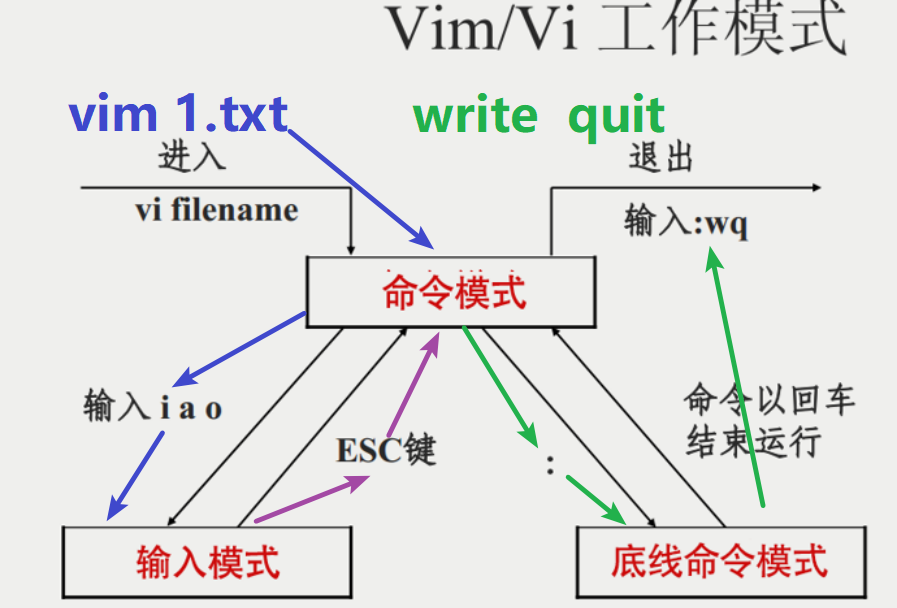 Vim/Vi 工作模式
vim 1.txt
write quit
进入
退出
vi filename
输入:wq
命令模式
输入 i a o
命令以回车
结束运行
ESC键
:
输入模式
底线命令模式